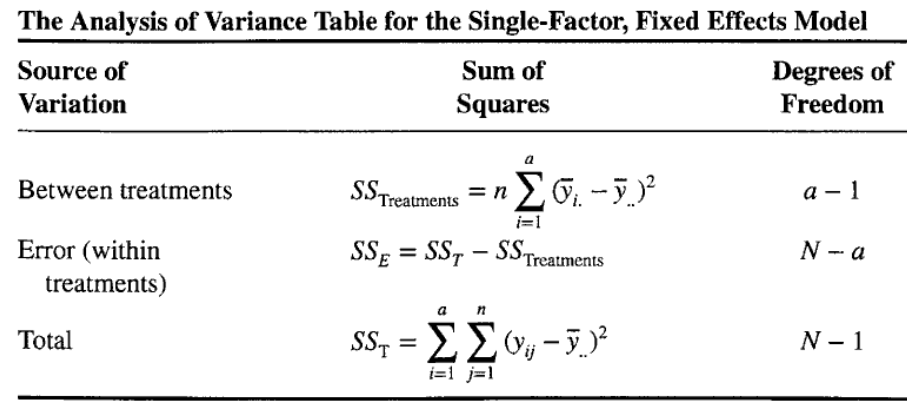 The Analysis of Variance Table for the Single-Factor, Fixed Effects Model
Source of Variation Sum of Squares Degrees of Freedom
Between treatments $SS_{\text{Treatments}} = n \sum_{i=1}^{a} (\bar{y}_{i.} - \bar{y}_{..})^2$ $a - 1$
Error (within treatments) $SS_E = SS_T - SS_{\text{Treatments}}$ $N - a$
Total $SS_{\text{T}} = \sum_{i=1}^{a} \sum_{j=1}^{n} (y_{ij} - \bar{y}_{..})^2$ $N - 1$